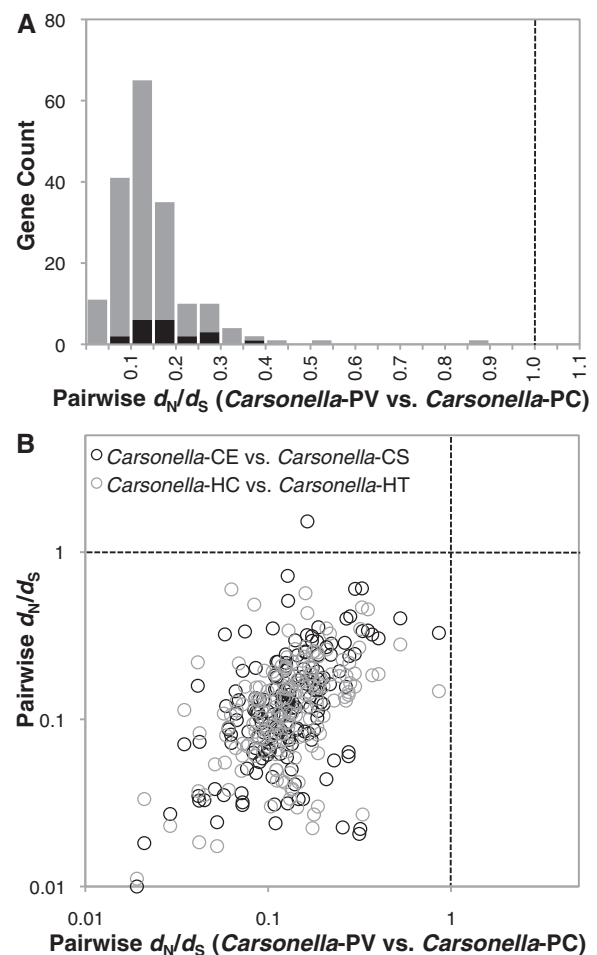 A
80
60
40
20
0
Gene Count
0.1 0.2 0.3 0.4 0.5 0.6 0.7 0.8 0.9 1.0 1.1
Pairwise dN/dS (Carsonella-PV vs. Carsonella-PC)
B
Carsonella-CE vs. Carsonella-CS
Carsonella-HC vs. Carsonella-HT
1
0.1
0.01
Pairwise dN/dS
0.01 0.1 1
Pairwise dN/dS (Carsonella-PV vs. Carsonella-PC)